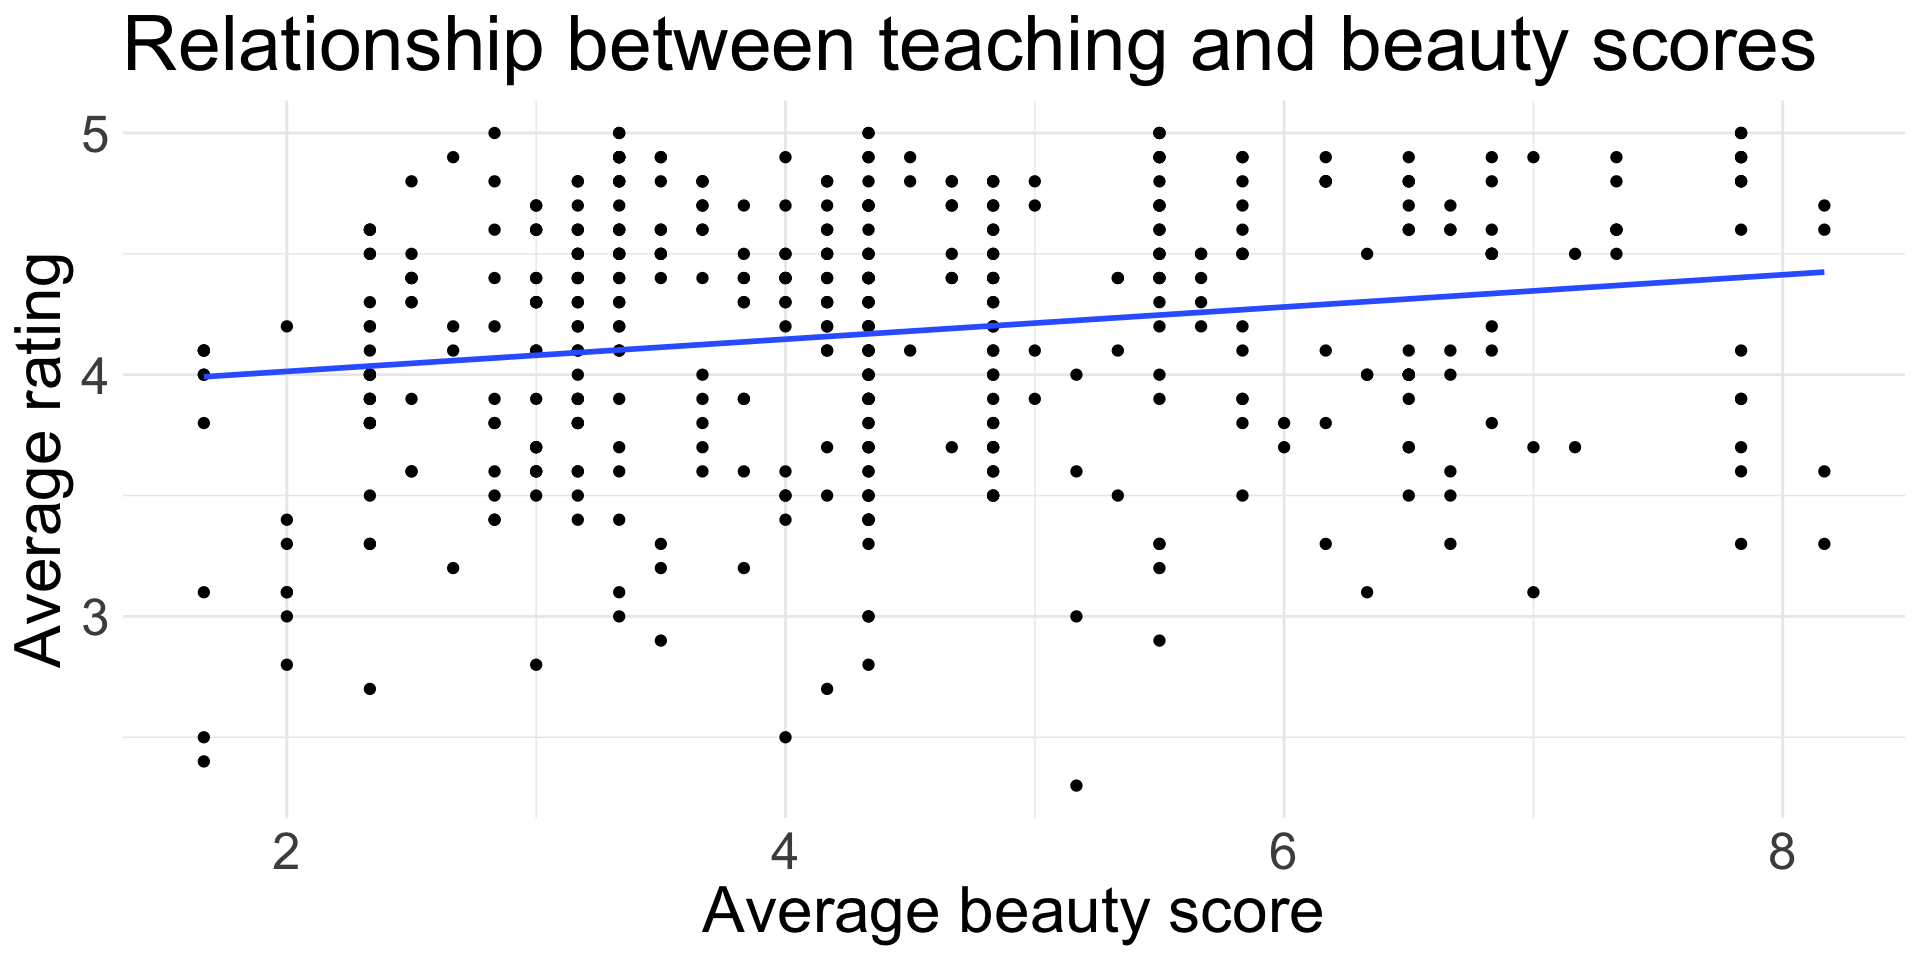 Relationship between teaching and beauty scores
Average rating
5
4
3
2 4 6 8
Average beauty score